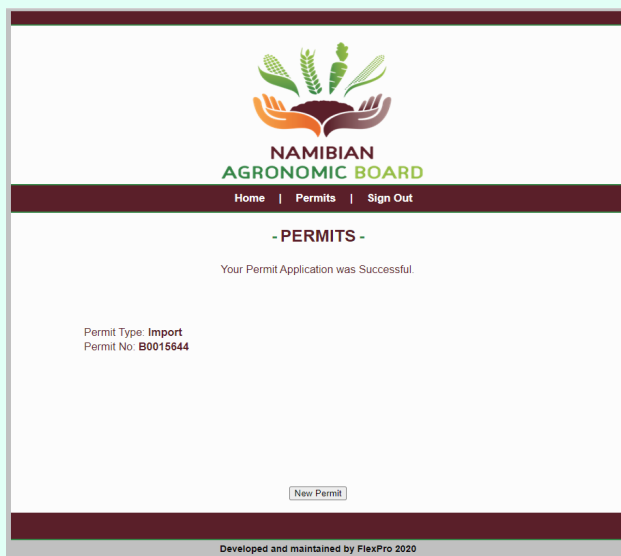 NAMIBIAN
AGRONOMIC BOARD
Home | Permits | Sign Out
- PERMITS -
Your Permit Application was Successful.
Permit Type: Import
Permit No: B0015644
New Permit
Developed and maintained by FlexPro 2020